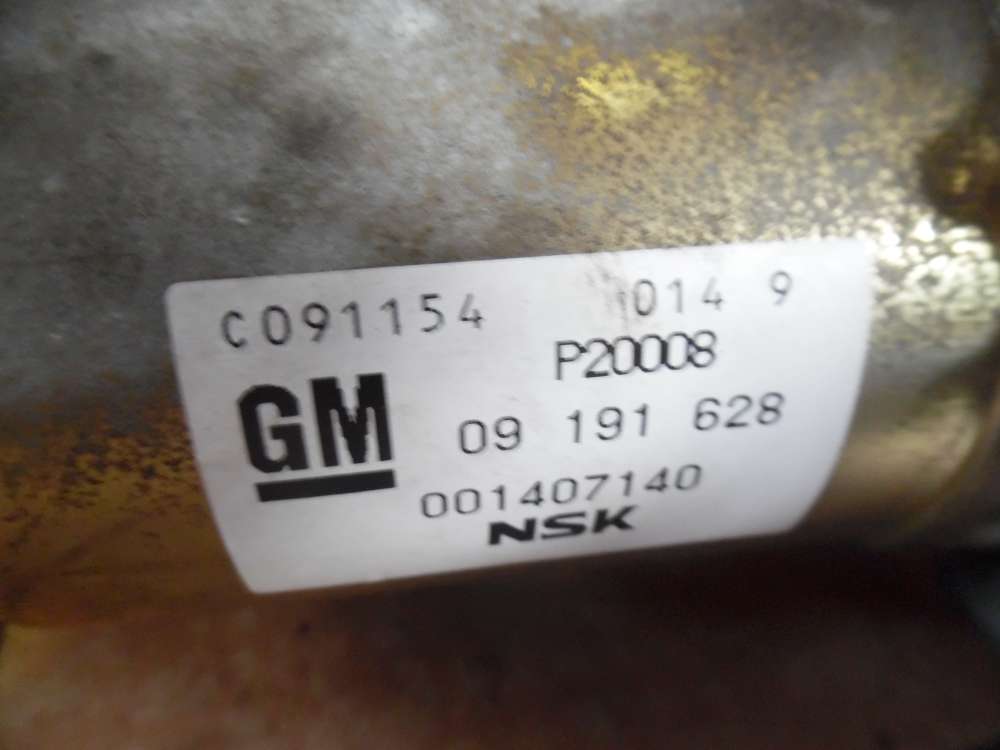 C091154 014 9
P20008
GM
09 191 628
001407140
NSK